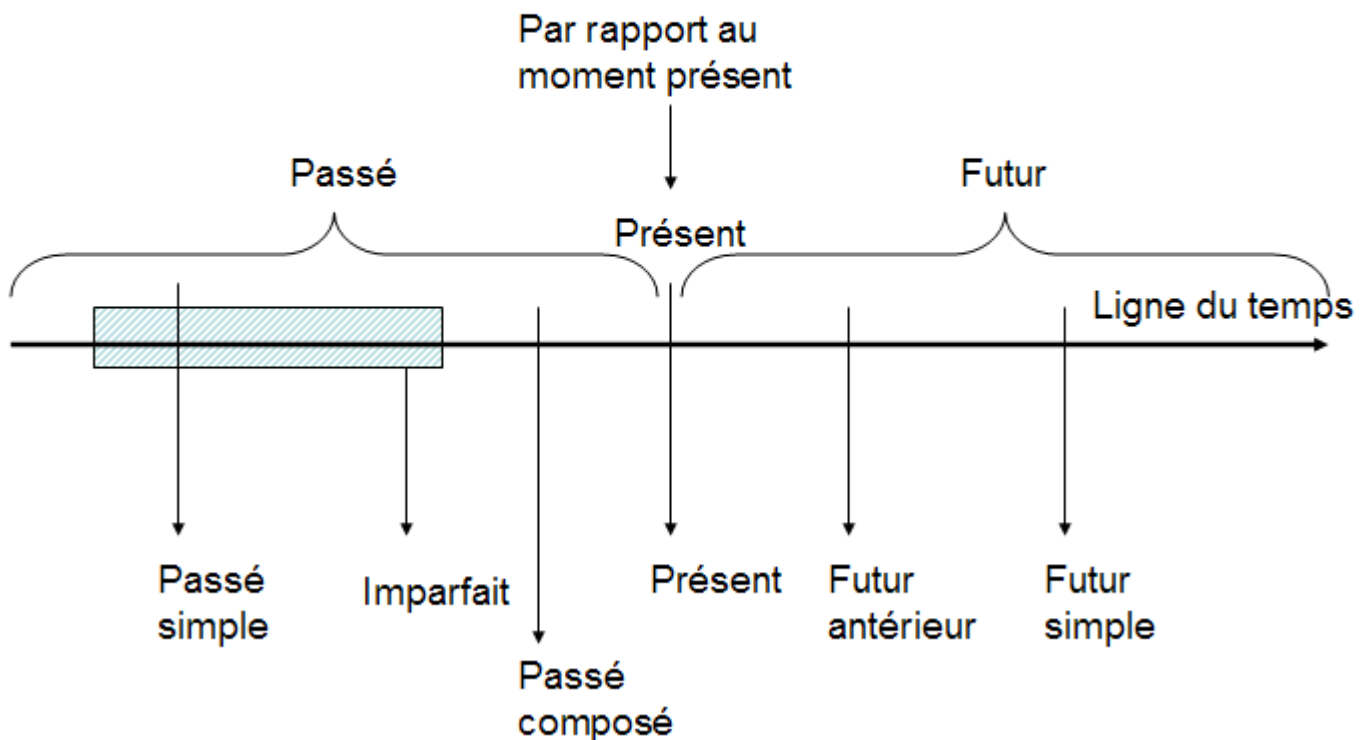 Par rapport au
moment présent
Passé
Futur
Présent
Ligne du temps
Passé
simple
Imparfait
Passé
composé
Présent
Futur
antérieur
Futur
simple